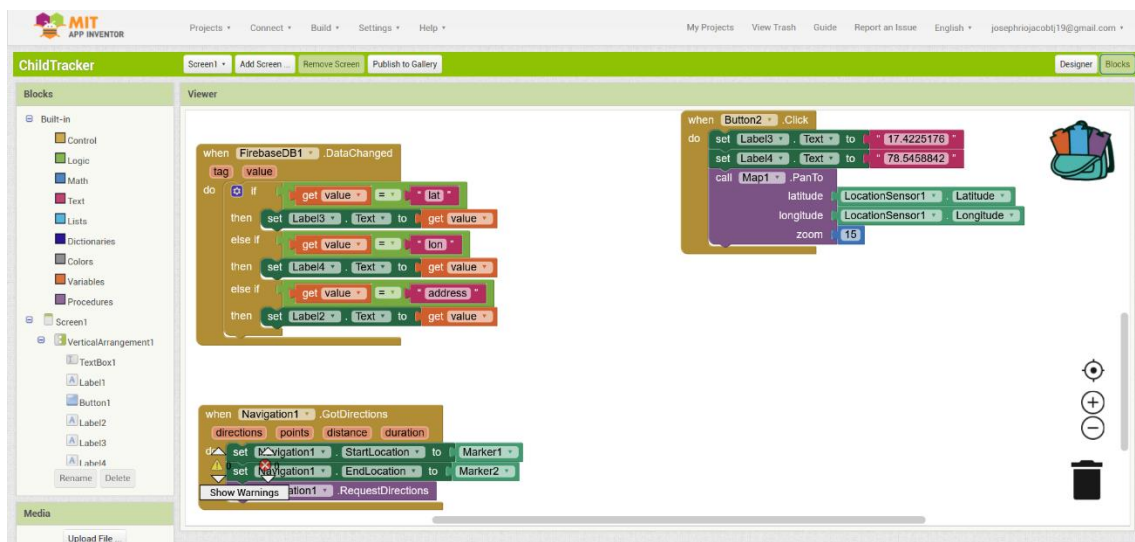 MIT
APP INVENTOR
Projects Connect Build Settings Help My Projects View Trash Guide Report an Issue English josephriojacobtj19@gmail.com
ChildTracker Screen1 Add Screen ... Remove Screen Publish to Gallery Designer Blocks
Blocks
Built-in
Control
Logic
Math
Text
Lists
Dictionaries
Colors
Variables
Procedures
Screen1
VerticalArrangement1
TextBox1
Label1
Button1
Label2
Label3
Label4
Rename Delete
Media
Upload File ...
Viewer
when FirebaseDB1 .DataChanged
tag value
do if get value = " lat "
then set Label3 . Text to get value
else if get value = " lon "
then set Label4 . Text to get value
else if get value = " address "
then set Label2 . Text to get value
when Button2 .Click
do set Label3 . Text to " 17.4225176 "
set Label4 . Text to " 78.5458842 "
call Map1 .PanTo
latitude LocationSensor1 . Latitude
longitude LocationSensor1 . Longitude
zoom 15
when Navigation1 .GotDirections
directions points distance duration
do set Navigation1 . StartLocation to Marker1
set Navigation1 . EndLocation to Marker2
Show Warnings .RequestDirections